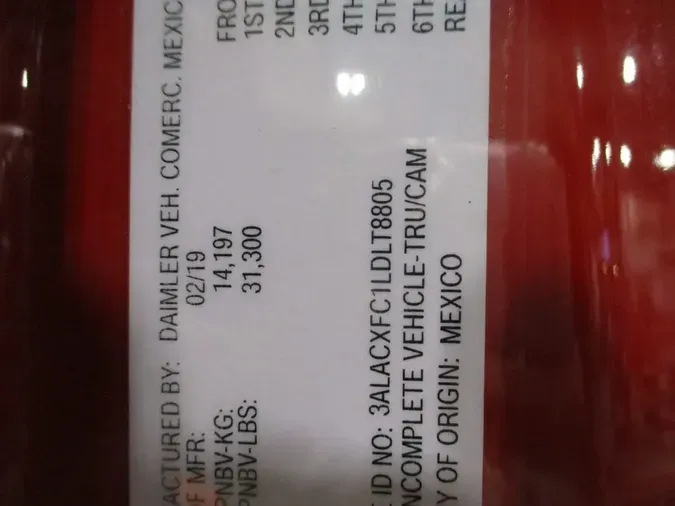 ACTURED BY: DAIMLER VEH. COMERC. MEXIC
OF MFR: 02/19
PNBV-KG: 14,197
PNBV-LBS: 31,300
FRO
1ST
2ND
3RD
4TH
5TH
6TH
RE
ID NO: 3ALACXFC1LDLT8805
NCOMPLETE VEHICLE-TRU/CAM
Y OF ORIGIN: MEXICO